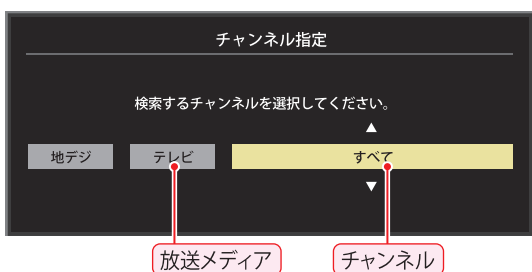 チャンネル指定
検索するチャンネルを選択してください。
▲
地デジ テレビ すべて
▼
放送メディア チャンネル